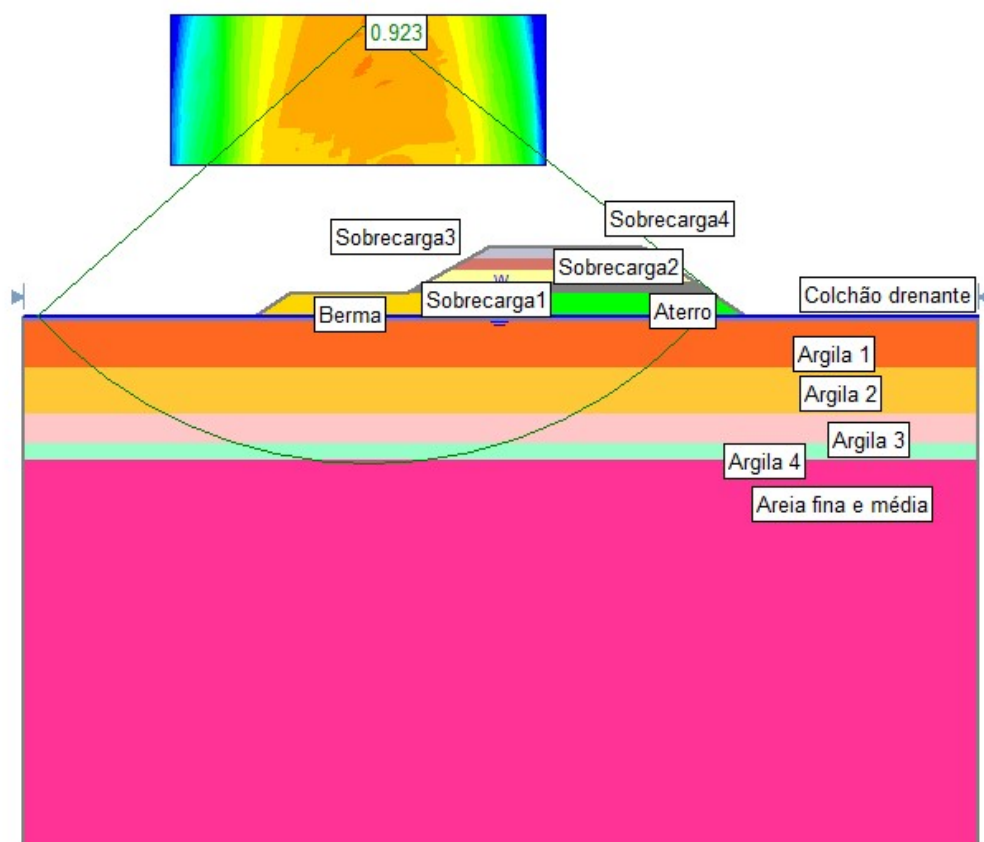 0.923
Sobrecarga4
Sobrecarga3
Sobrecarga2
W
Sobrecarga1
Colchão drenante
Berma
Aterro
Argila 1
Argila 2
Argila 3
Argila 4
Areia fina e média